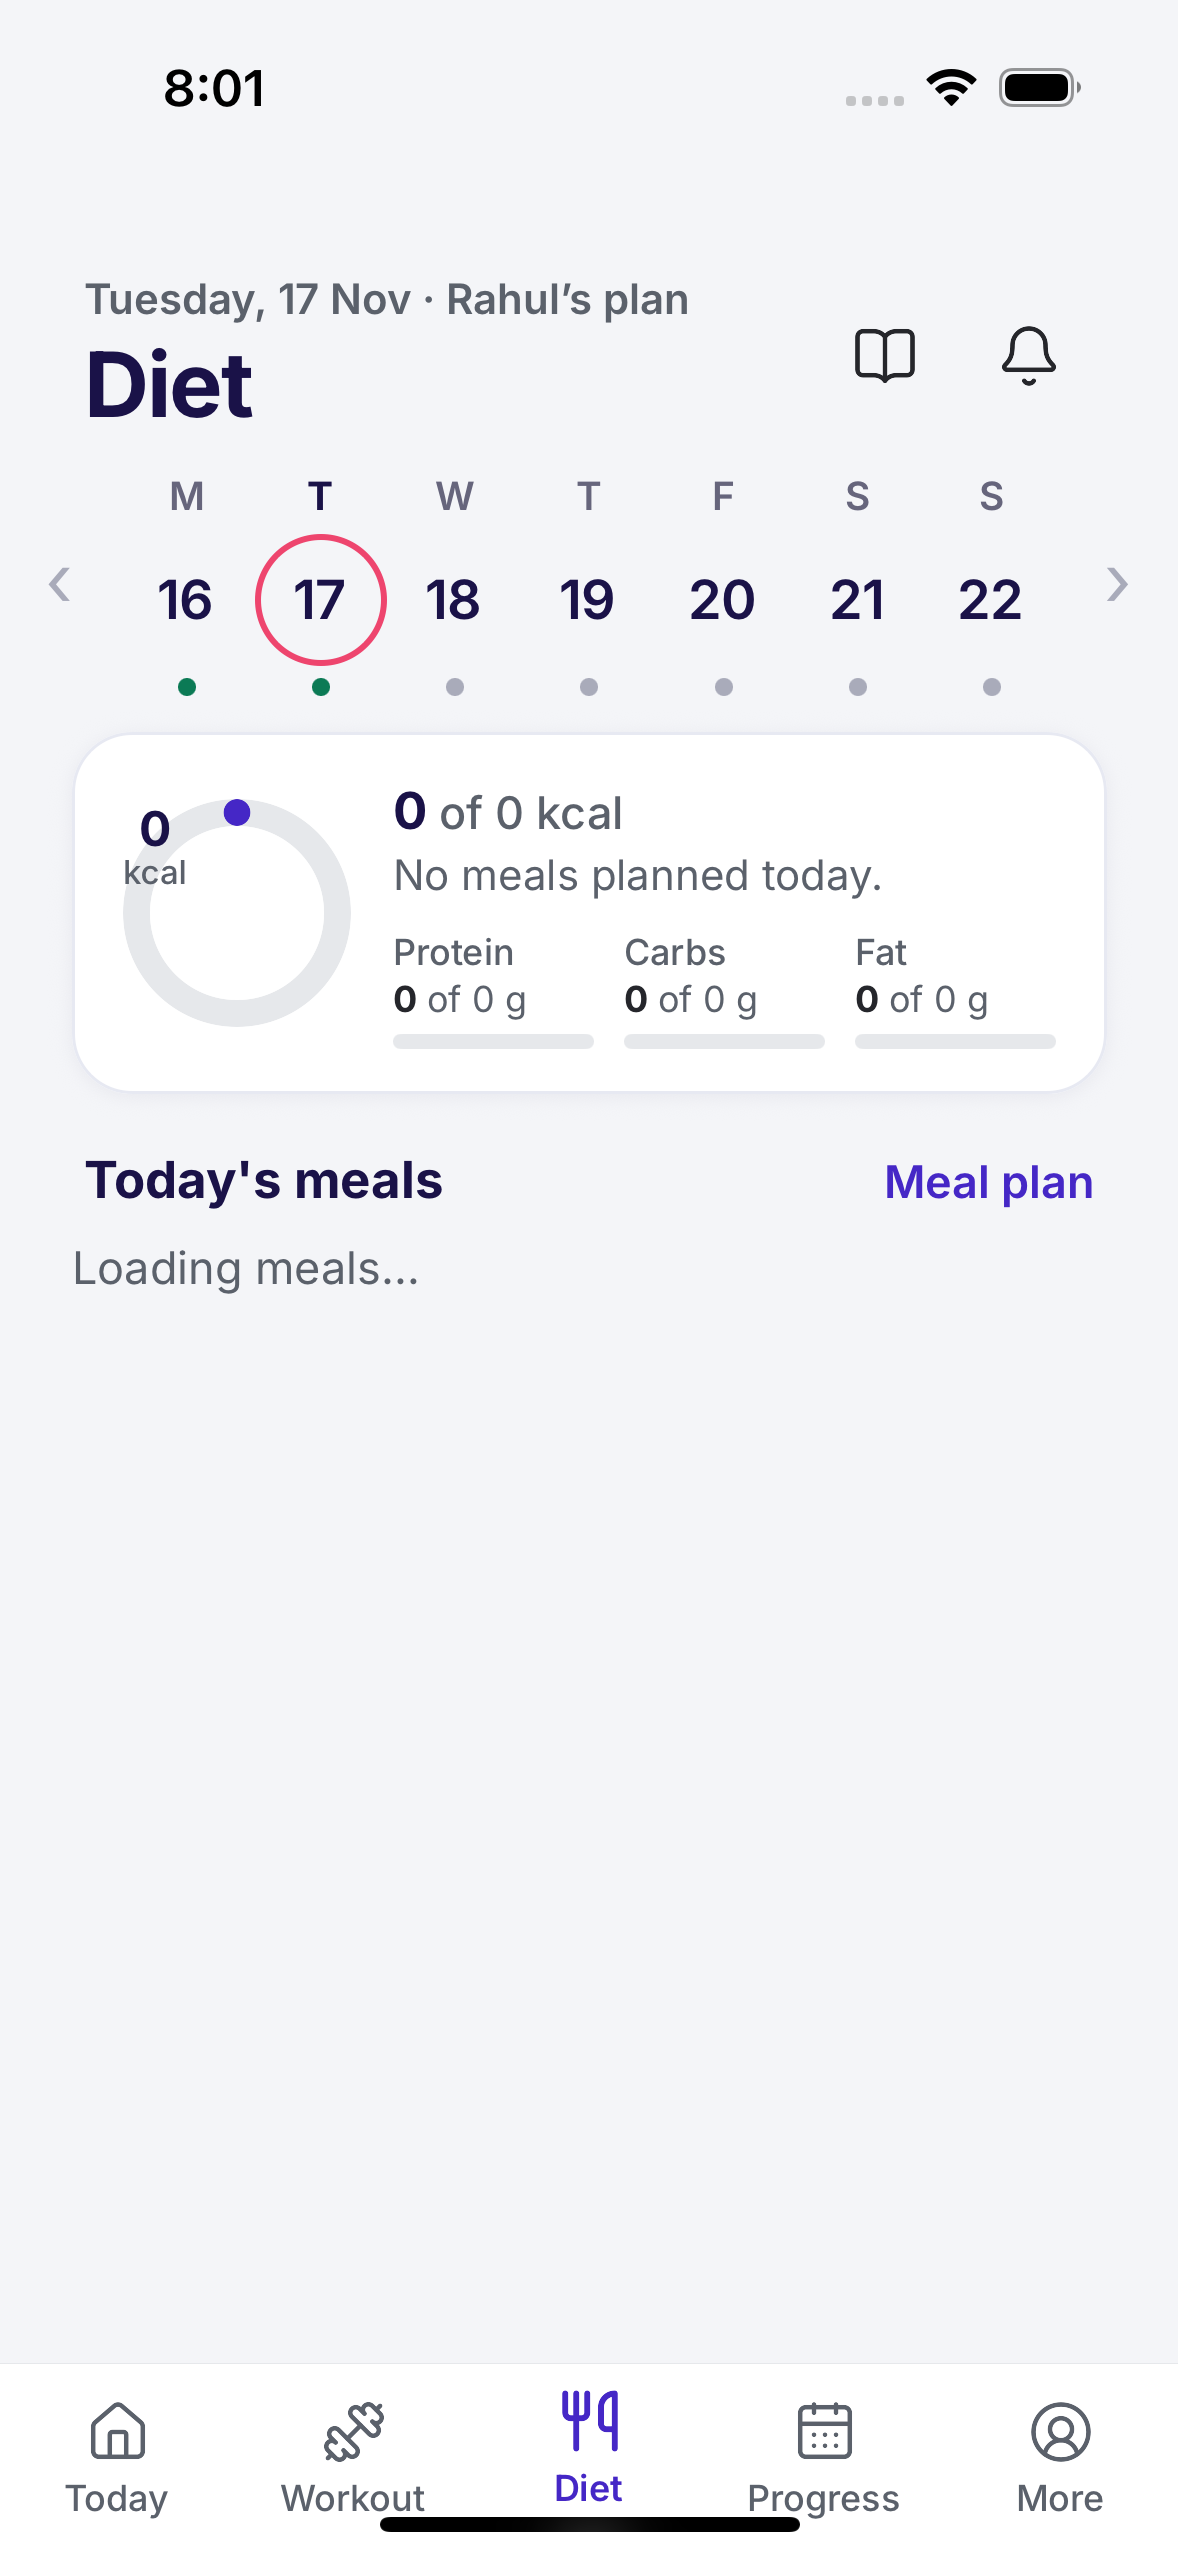 8:01
Tuesday, 17 Nov · Rahul’s plan
Diet
M T W T F S S
16 17 18 19 20 21 22
0
kcal
0 of 0 kcal
No meals planned today.
Protein Carbs Fat
0 of 0 g 0 of 0 g 0 of 0 g
Today's meals Meal plan
Loading meals...
Today Workout Diet Progress More